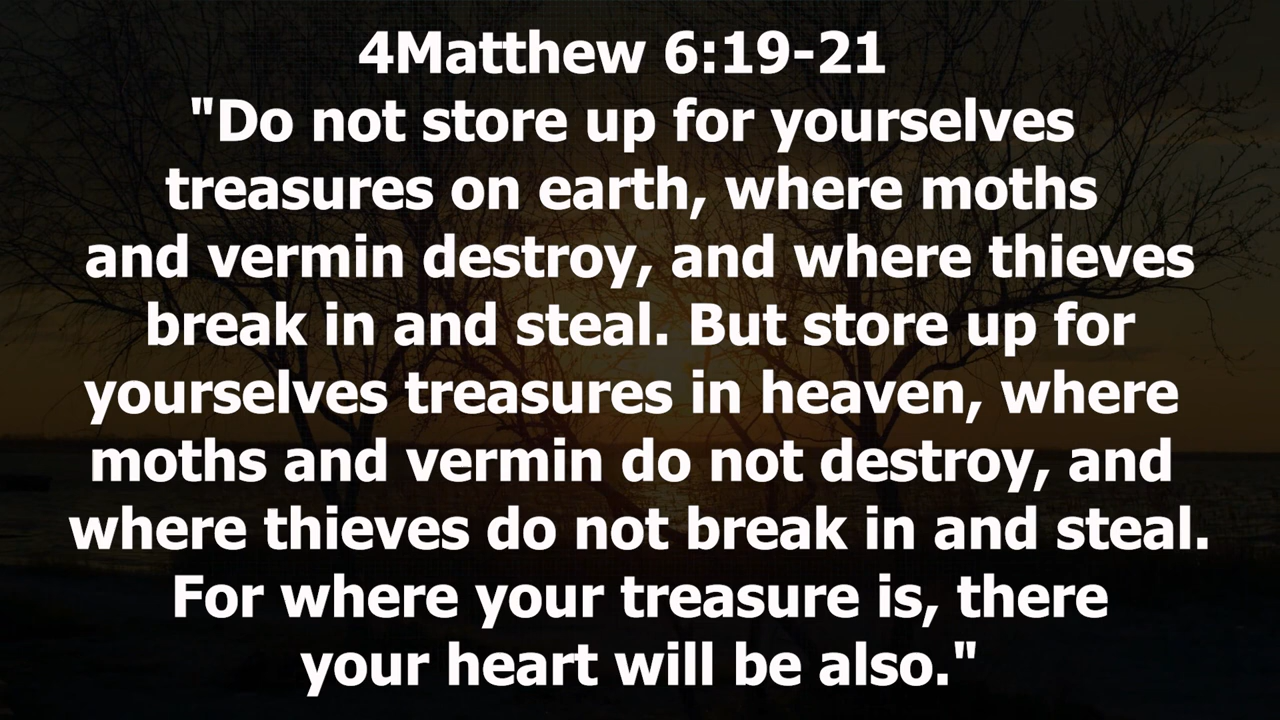 4Matthew 6:19-21
"Do not store up for yourselves
treasures on earth, where moths
and vermin destroy, and where thieves
break in and steal. But store up for
yourselves treasures in heaven, where
moths and vermin do not destroy, and
where thieves do not break in and steal.
For where your treasure is, there
your heart will be also."